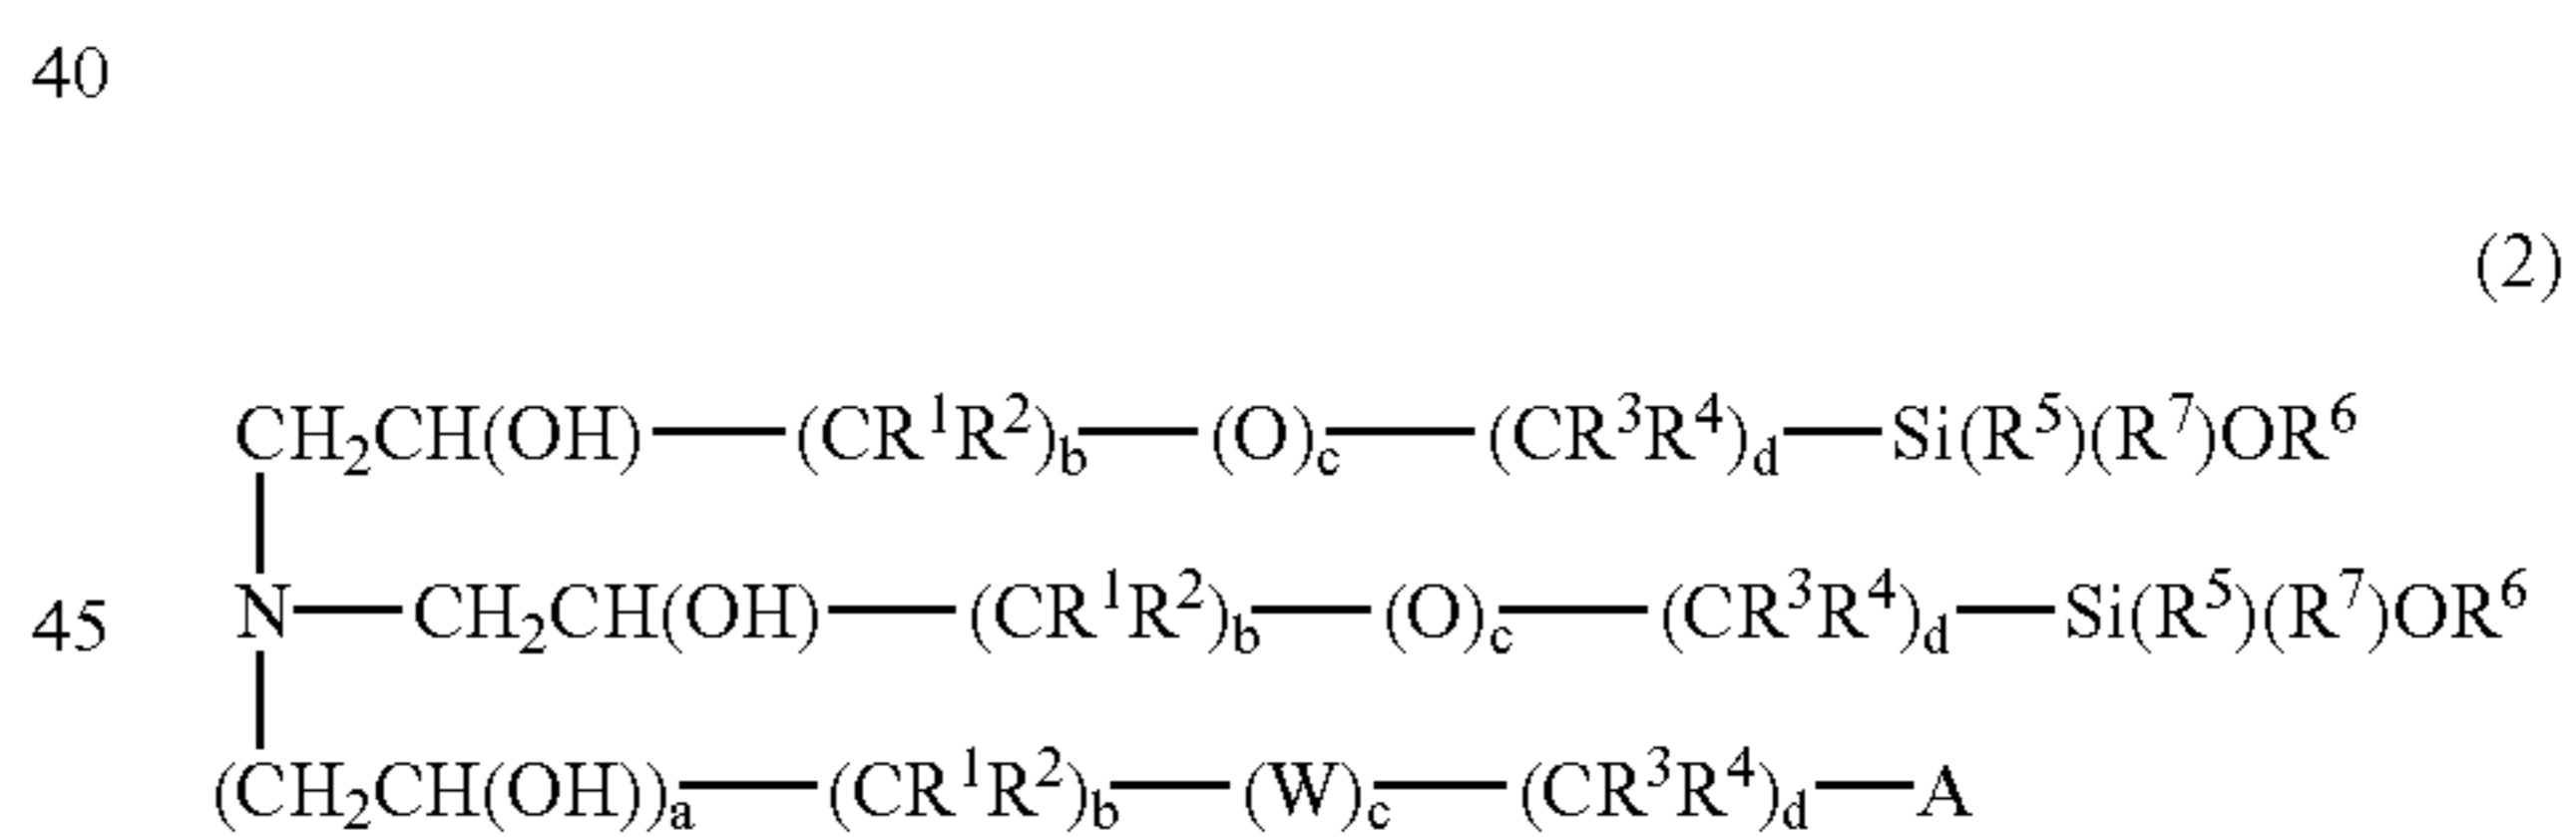 40
(2)
CH₂CH(OH)—(CR¹R²)b—(O)c—(CR³R⁴)d—Si(R⁵)(R⁷)OR⁶
45 N—CH₂CH(OH)—(CR¹R²)b—(O)c—(CR³R⁴)d—Si(R⁵)(R⁷)OR⁶
(CH₂CH(OH))a—(CR¹R²)b—(W)c—(CR³R⁴)d—A